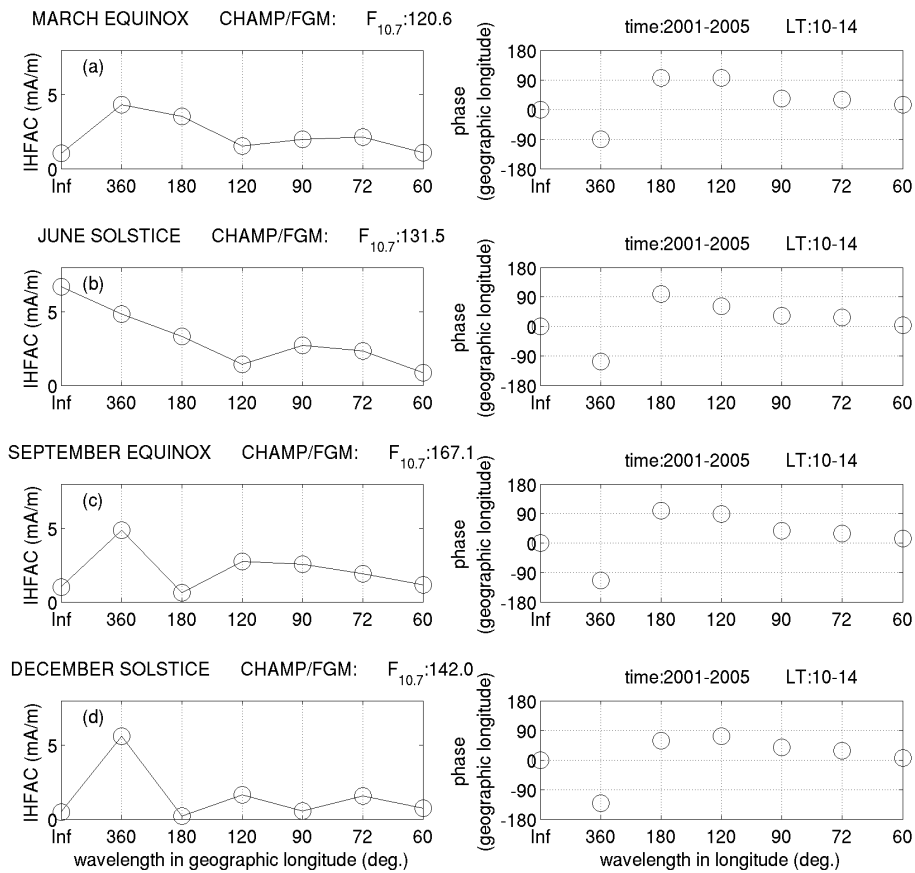 MARCH EQUINOX CHAMP/FGM: F10.7:120.6
time:2001-2005 LT:10-14
(a)
IHFAC (mA/m)
5
0
Inf 360 180 120 90 72 60
phase
(geographic longitude)
180
90
0
-90
-180
Inf 360 180 120 90 72 60
JUNE SOLSTICE CHAMP/FGM: F10.7:131.5
time:2001-2005 LT:10-14
(b)
IHFAC (mA/m)
5
0
Inf 360 180 120 90 72 60
phase
(geographic longitude)
180
90
0
-90
-180
Inf 360 180 120 90 72 60
SEPTEMBER EQUINOX CHAMP/FGM: F10.7:167.1
time:2001-2005 LT:10-14
(c)
IHFAC (mA/m)
5
0
Inf 360 180 120 90 72 60
phase
(geographic longitude)
180
90
0
-90
-180
Inf 360 180 120 90 72 60
DECEMBER SOLSTICE CHAMP/FGM: F10.7:142.0
time:2001-2005 LT:10-14
(d)
IHFAC (mA/m)
5
0
Inf 360 180 120 90 72 60
wavelength in geographic longitude (deg.)
phase
(geographic longitude)
180
90
0
-90
-180
Inf 360 180 120 90 72 60
wavelength in longitude (deg.)